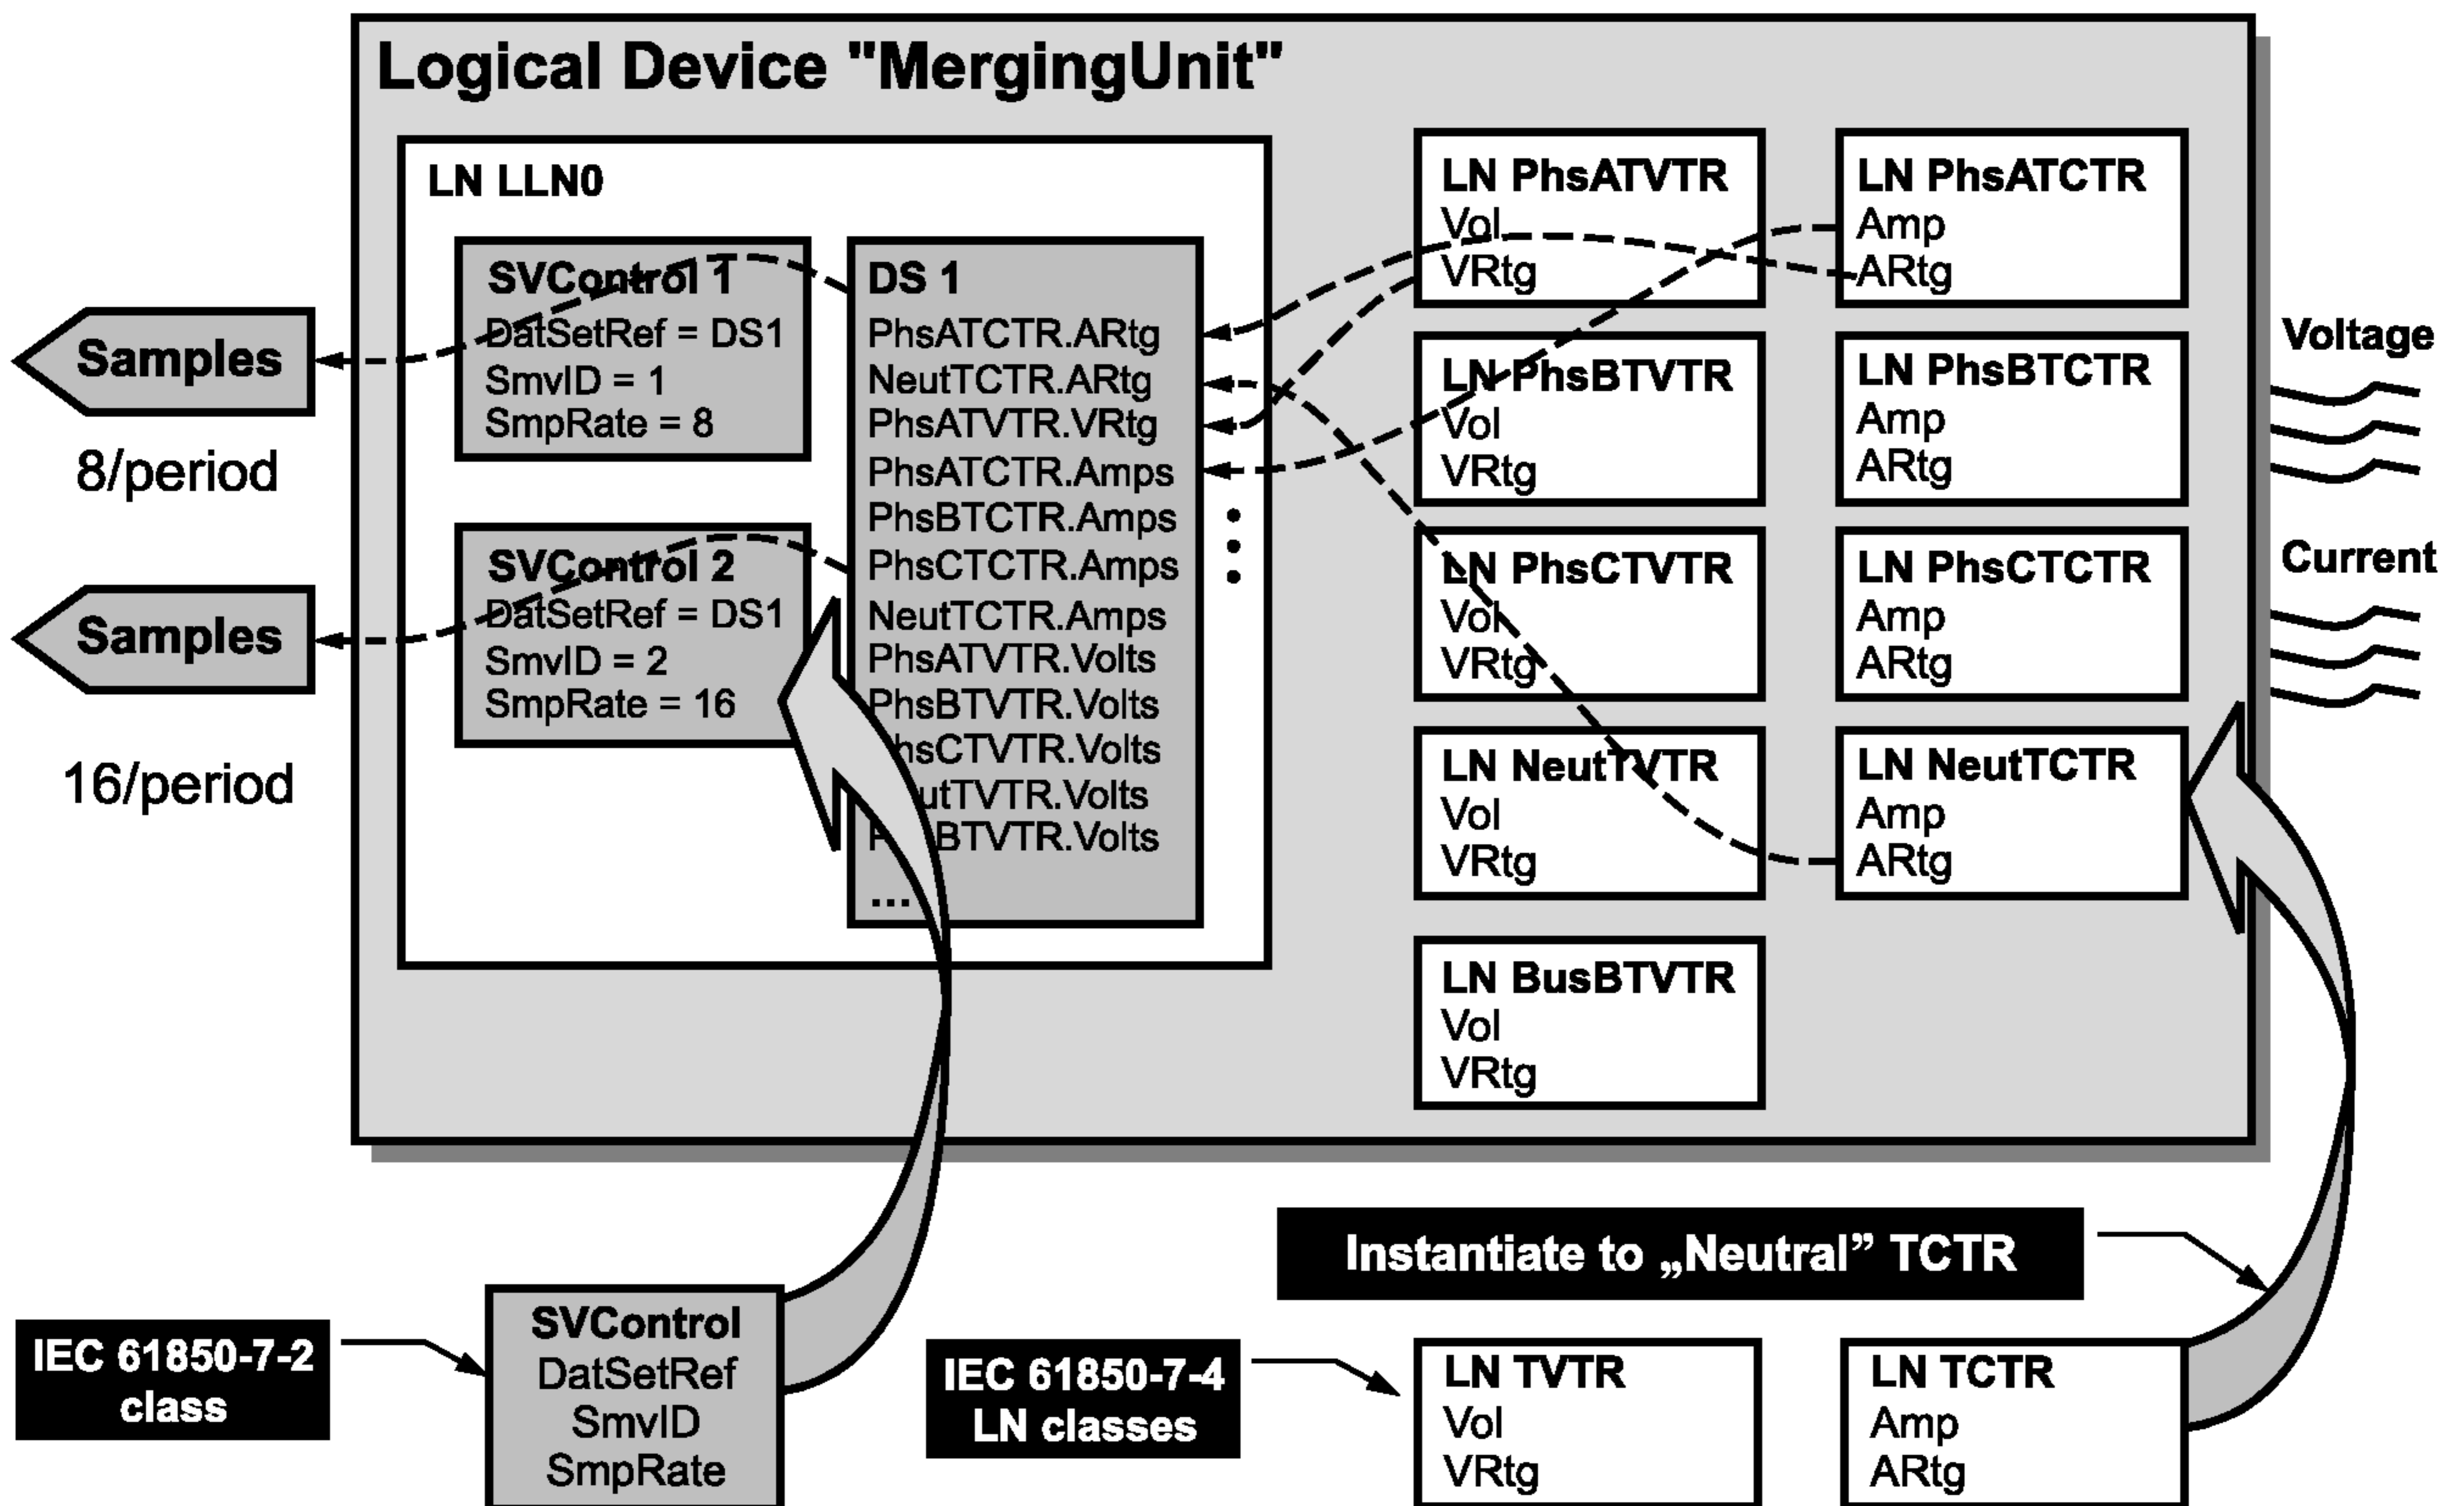 Logical Device "MergingUnit"
LN LLN0
SVControl 1
DatSetRef = DS1
SmvID = 1
SmpRate = 8
SVControl 2
DatSetRef = DS1
SmvID = 2
SmpRate = 16
DS 1
PhsATCTR.ARtg
NeutTCTR.ARtg
PhsATVTR.VRtg
PhsATCTR.Amps
PhsBTCTR.Amps
PhsCTCTR.Amps
NeutTCTR.Amps
PhsATVTR.Volts
PhsBTVTR.Volts
hsCTVTR.Volts
utTVTR.Volts
BTVTR.Volts
...
Samples
8/period
Samples
16/period
LN PhsATVTR
Vol
VRtg
LN PhsATCTR
Amp
ARtg
LN PhsBTVTR
Vol
VRtg
LN PhsBTCTR
Amp
ARtg
LN PhsCTVTR
Vol
VRtg
LN PhsCTCTR
Amp
ARtg
LN NeutTVTR
Vol
VRtg
LN NeutTCTR
Amp
ARtg
LN BusBTVTR
Vol
VRtg
Voltage
Current
Instantiate to „Neutral” TCTR
IEC 61850-7-2
class
SVControl
DatSetRef
SmvID
SmpRate
IEC 61850-7-4
LN classes
LN TVTR
Vol
VRtg
LN TCTR
Amp
ARtg